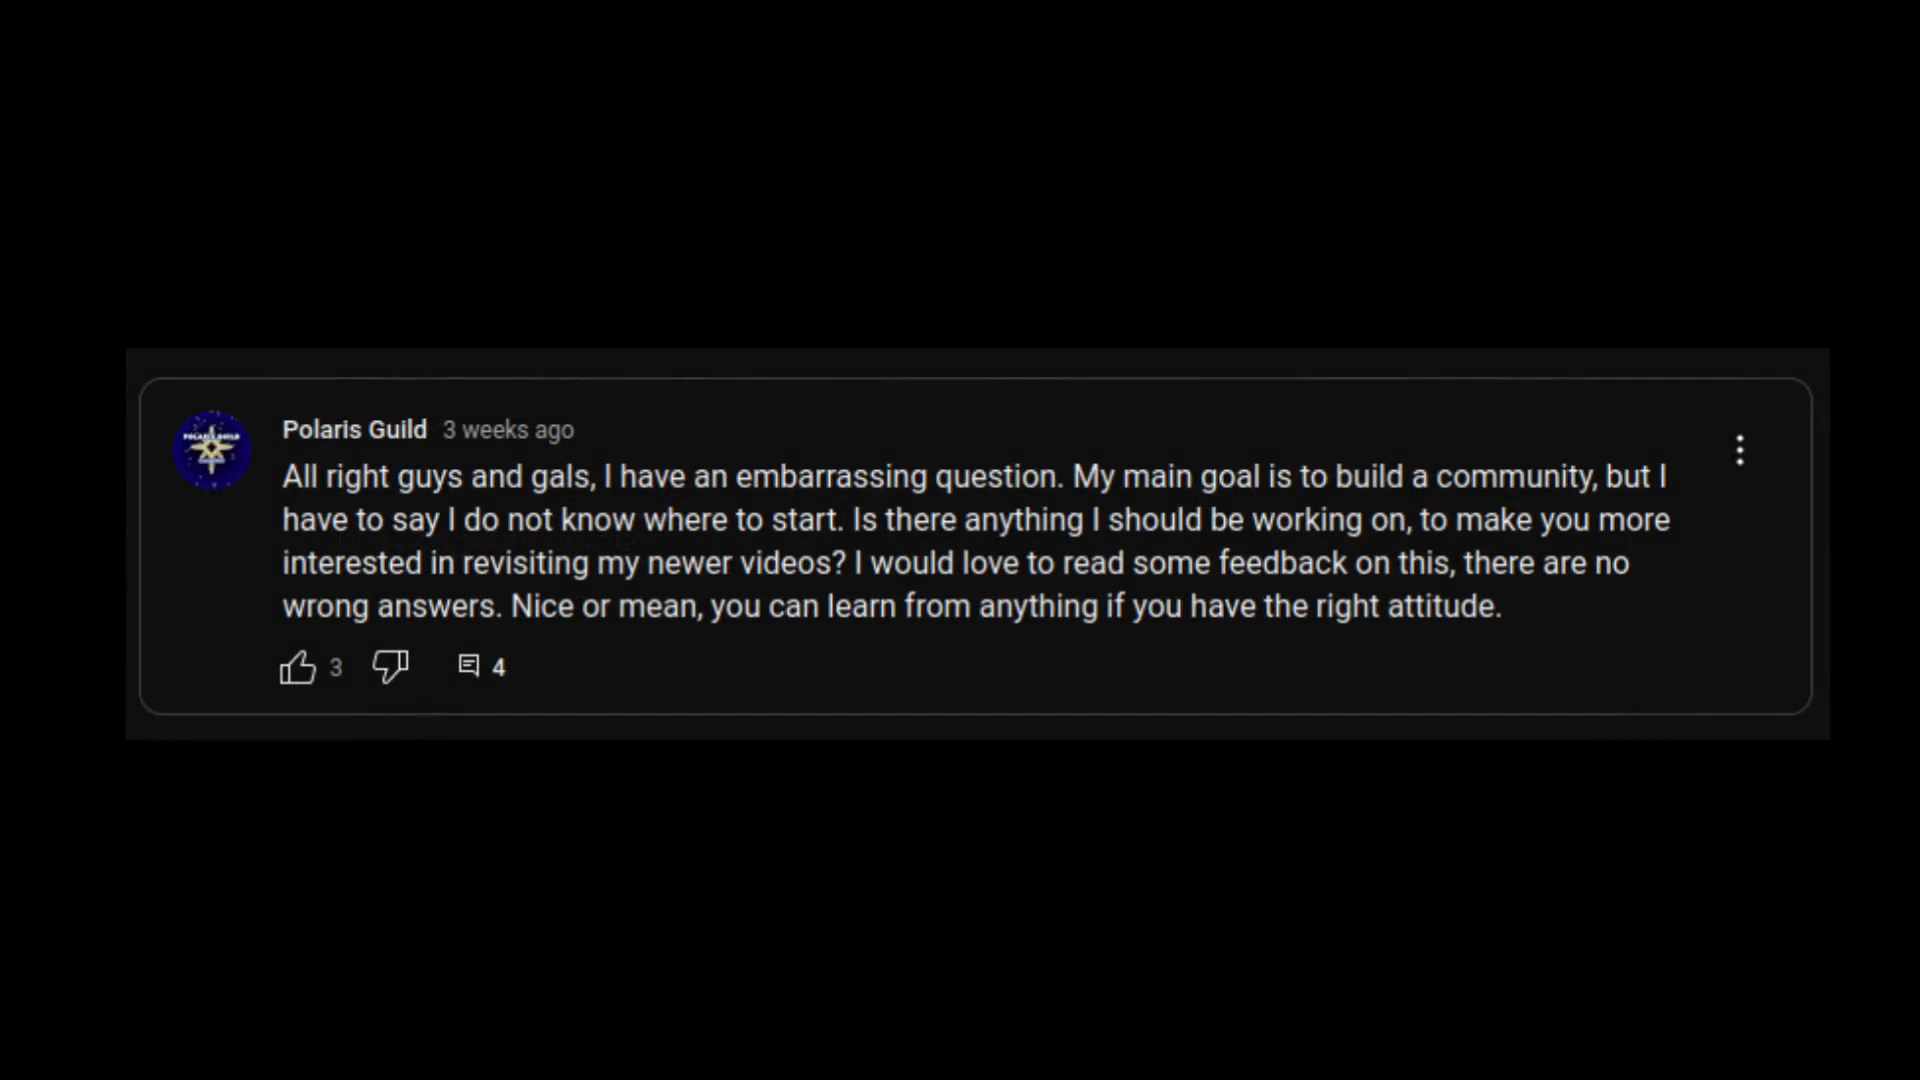 POLARIS GUILD
Polaris Guild 3 weeks ago
All right guys and gals, I have an embarrassing question. My main goal is to build a community, but I
have to say I do not know where to start. Is there anything I should be working on, to make you more
interested in revisiting my newer videos? I would love to read some feedback on this, there are no
wrong answers. Nice or mean, you can learn from anything if you have the right attitude.
3 4